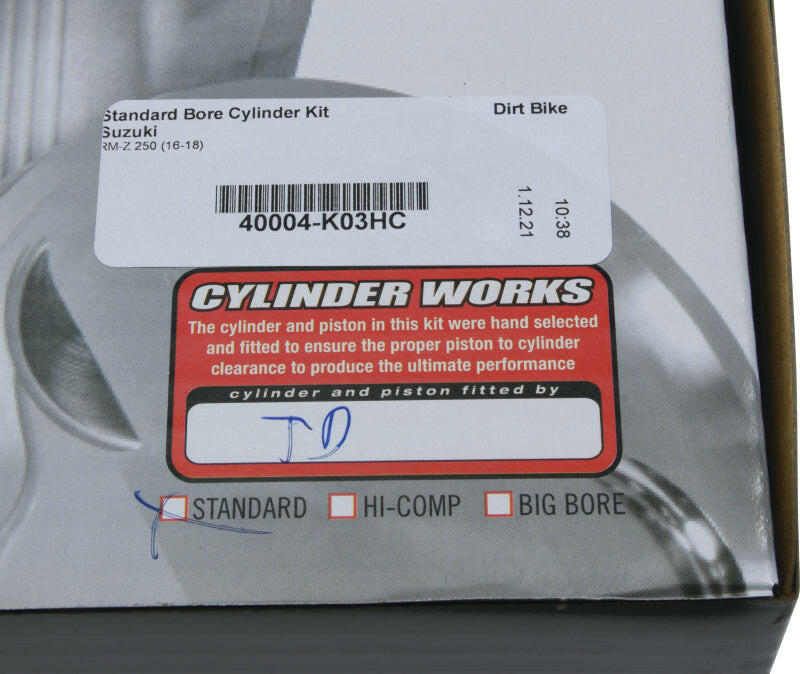 Standard Bore Cylinder Kit Dirt Bike
Suzuki
RM-Z 250 (16-18)
40004-K03HC
1.12.21 10:38
CYLINDER WORKS
The cylinder and piston in this kit were hand selected
and fitted to ensure the proper piston to cylinder
clearance to produce the ultimate performance
cylinder and piston fitted by
JD
STANDARD HI-COMP BIG BORE